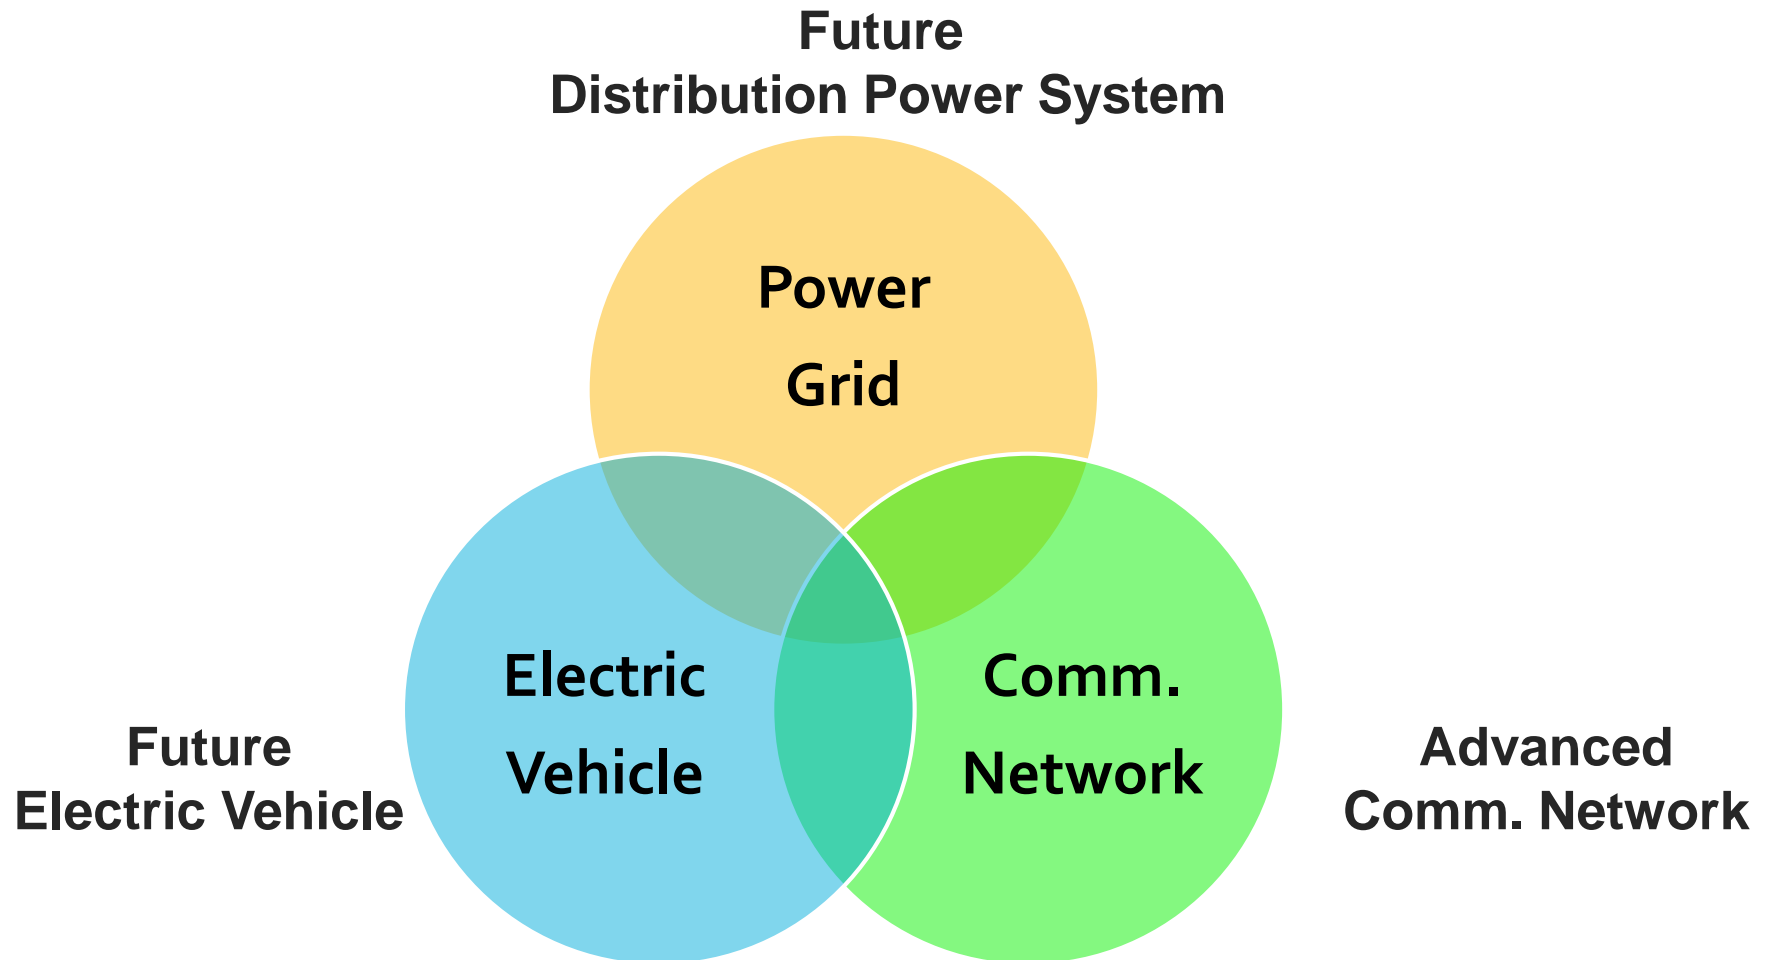 Future
Distribution Power System
Power
Grid
Electric
Vehicle
Comm.
Network
Future
Electric Vehicle
Advanced
Comm. Network